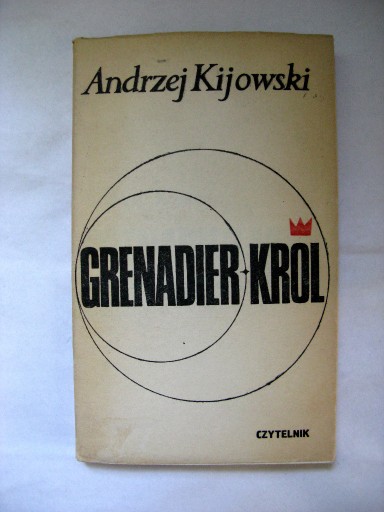 Andrzej Kijowski
GRENADIER-KRÓL
CZYTELNIK